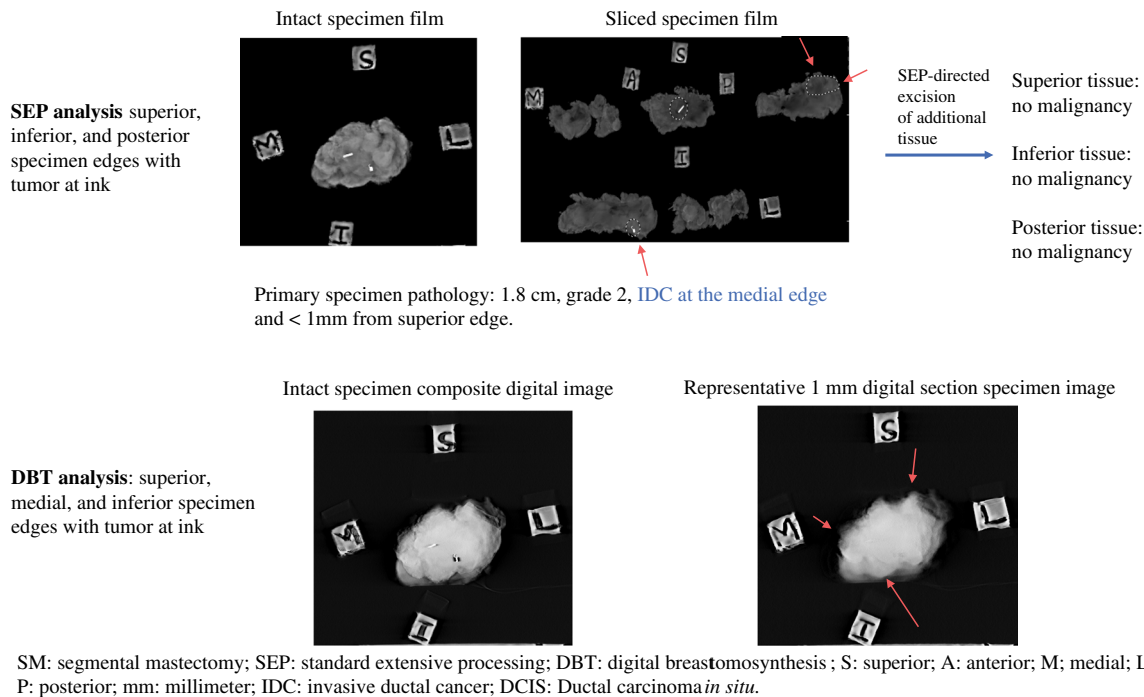 Intact specimen film
Sliced specimen film
SEP analysis superior,
inferior, and posterior
specimen edges with
tumor at ink
S
M
L
I
S
A
P
M
I
L
SEP-directed
excision
of additional
tissue
Superior tissue:
no malignancy
Inferior tissue:
no malignancy
Posterior tissue:
no malignancy
Primary specimen pathology: 1.8 cm, grade 2, IDC at the medial edge
and < 1mm from superior edge.
Intact specimen composite digital image
Representative 1 mm digital section specimen image
DBT analysis: superior,
medial, and inferior specimen
edges with tumor at ink
S
M
L
I
S
M
L
I
SM: segmental mastectomy; SEP: standard extensive processing; DBT: digital breast tomosynthesis ; S: superior; A: anterior; M; medial; L
P: posterior; mm: millimeter; IDC: invasive ductal cancer; DCIS: Ductal carcinoma in situ.